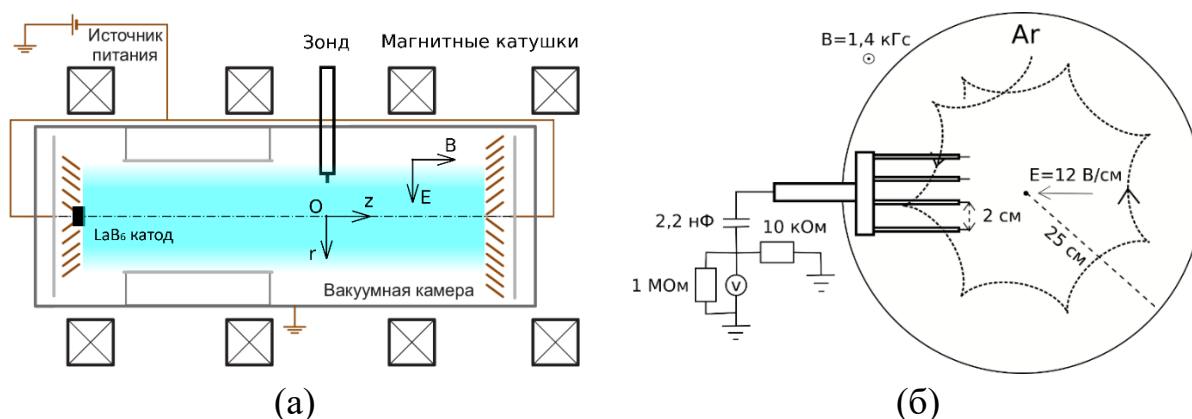 Источник
питания
Зонд
Магнитные катушки
B
E
O
z
r
LaB₆ катод
Вакуумная камера
(а)
B=1,4 кГс
Ar
E=12 В/см
2,2 нФ
10 кОм
2 см
25 см
1 МОм
V
(б)